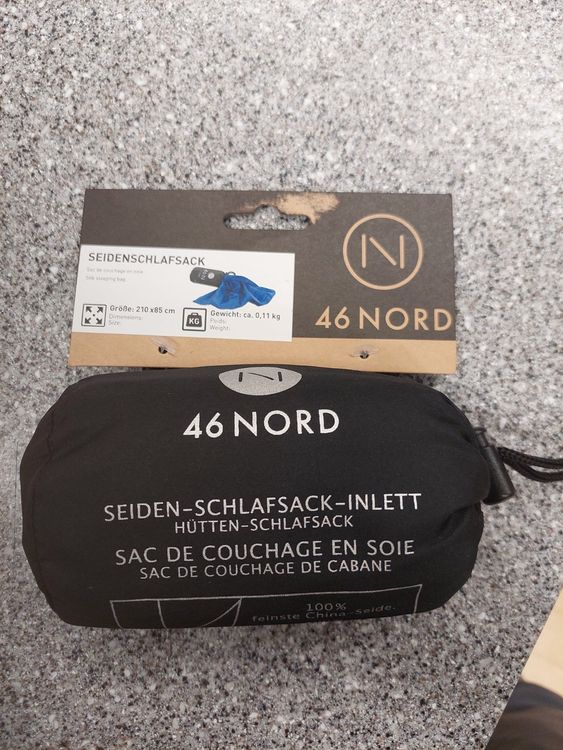 SEIDENSCHLAFSACK
Sac de couchage en soie
Silk sleeping bag
Größe: 210x85 cm
Dimensions:
Size:
KG
Gewicht: ca. 0,11 kg
Poids:
Weight:
N
46 NORD
N
46 NORD
SEIDEN-SCHLAFSACK-INLETT
HÜTTEN-SCHLAFSACK
SAC DE COUCHAGE EN SOIE
SAC DE COUCHAGE DE CABANE
100%
feinste China-Seide.